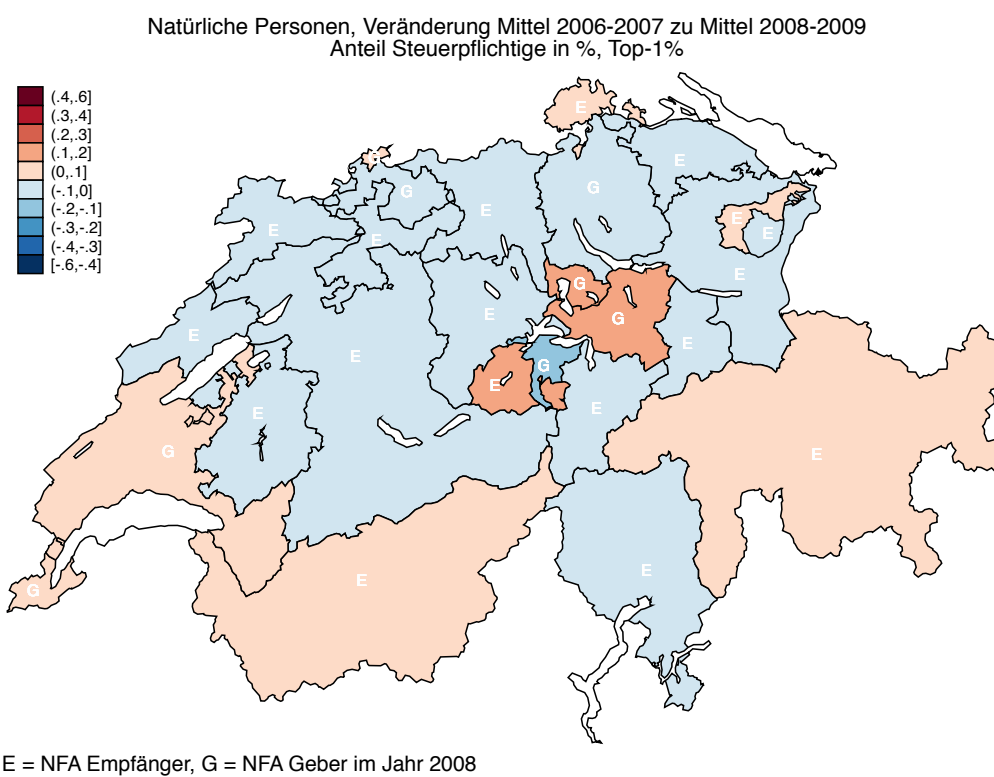 Natürliche Personen, Veränderung Mittel 2006-2007 zu Mittel 2008-2009
Anteil Steuerpflichtige in %, Top-1%
(.4,.6]
(.3,.4]
(.2,.3]
(.1,.2]
(0,.1]
(-.1,0]
(-.2,-.1]
(-.3,-.2]
(-.4,-.3]
[-.6,-.4]
E
G
E
G
G
E
E
E
E
E
E
G
E
G
E
E
E
E
G
E
E
E
G
E
E
G
E = NFA Empfänger, G = NFA Geber im Jahr 2008